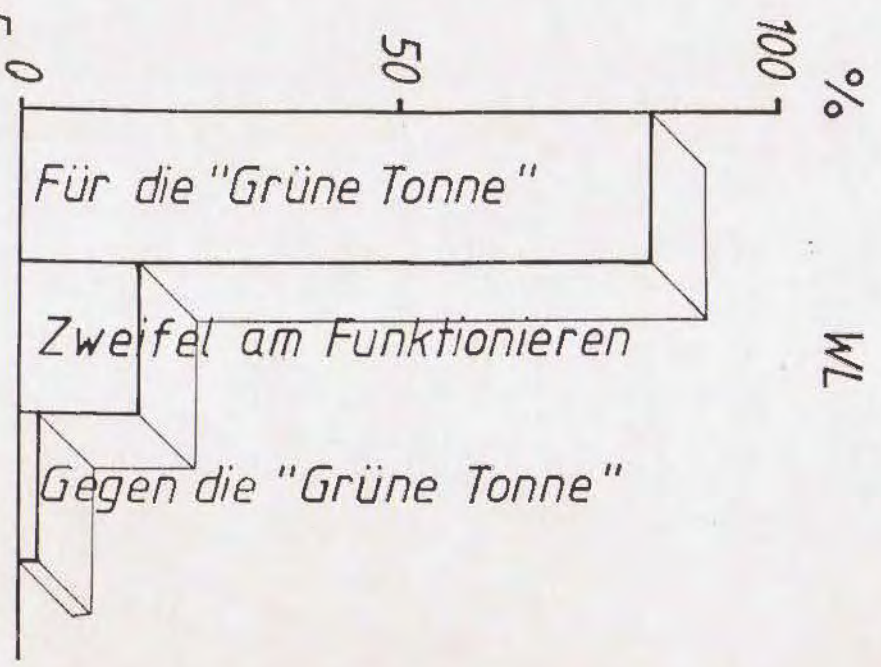 % WL
100
50
0
Für die "Grüne Tonne"
Zweifel am Funktionieren
Gegen die "Grüne Tonne"